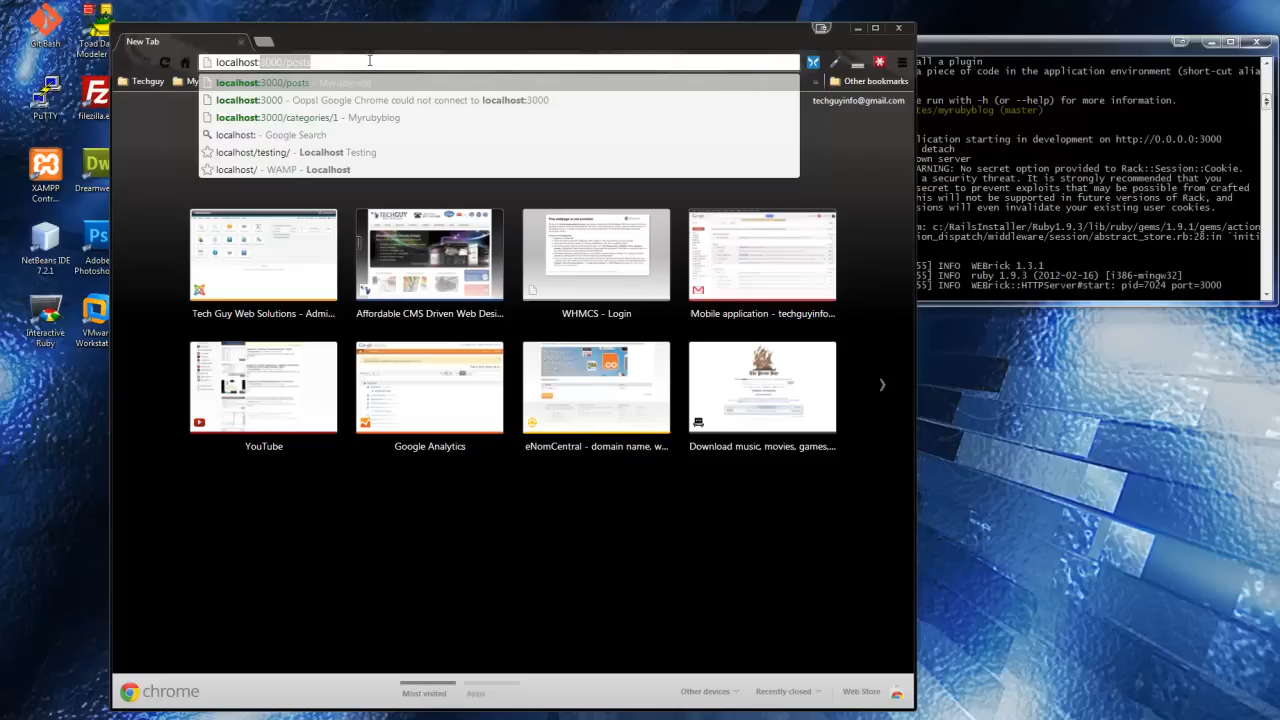 Git Bash
Toad Da
Modeler
PuTTY
filezilla.ex
XAMPP
Contr...
Dreamwe
NetBeans IDE
7.2.1
Adobe
Photosho
Interactive
Ruby
VMwar
Workstat
New Tab
localhost:3000/posts
Techguy
My
Other bookmarks
techguyinfo@gmail.com
localhost:3000/posts - Myrubyblog
localhost:3000 - Oops! Google Chrome could not connect to localhost:3000
localhost:3000/categories/1 - Myrubyblog
localhost: - Google Search
localhost/testing/ - Localhost Testing
localhost/ - WAMP - Localhost
Tech Guy Web Solutions - Admi...
Affordable CMS Driven Web Desi...
WHMCS - Login
Mobile application - techguyinfo...
YouTube
Google Analytics
eNomCentral - domain name, w...
Download music, movies, games,...
chrome
Most visited
Apps
Other devices
Recently closed
Web Store
all a plugin
a piece of code in the application environment (short-cut alia
e run with -h (or --help) for more information.
tes/myrubyblog (master)
ication starting in development on http://0.0.0.0:3000
detach
own server
ARNING: No secret option provided to Rack::Session::Cookie.
a security threat. It is strongly recommended that you
secret to prevent exploits that may be possible from crafted
his will not be supported in future versions of Rack, and
sions will even invalidate your existing user cookies.
m: c:/RailsInstaller/Ruby1.9.3/lib/ruby/gems/1.9.1/gems/action
on_dispatch/middleware/session/abstract_store.rb:28:in `initi
55] INFO WEBrick 1.3.1
55] INFO ruby 1.9.3 (2012-02-16) [i386-mingw32]
55] INFO WEBrick::HTTPServer#start: pid=7024 port=3000